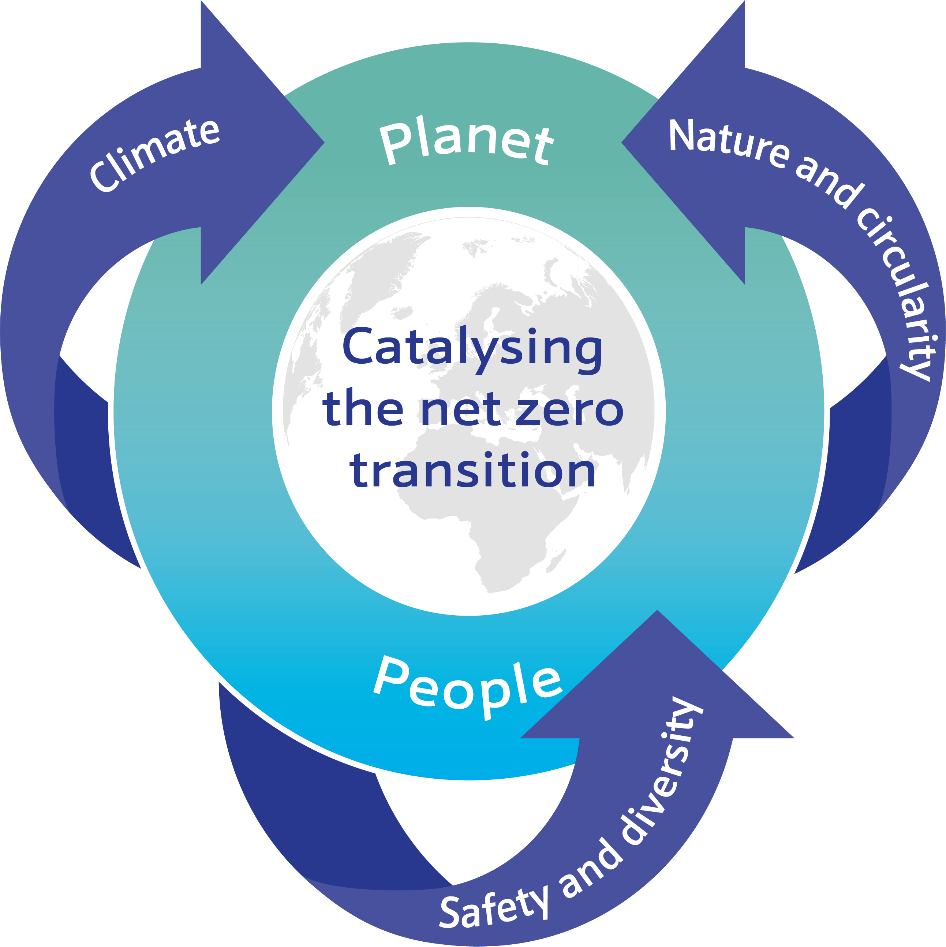 Climate
Planet
Nature and circularity
Catalysing
the net zero
transition
People
Safety and diversity